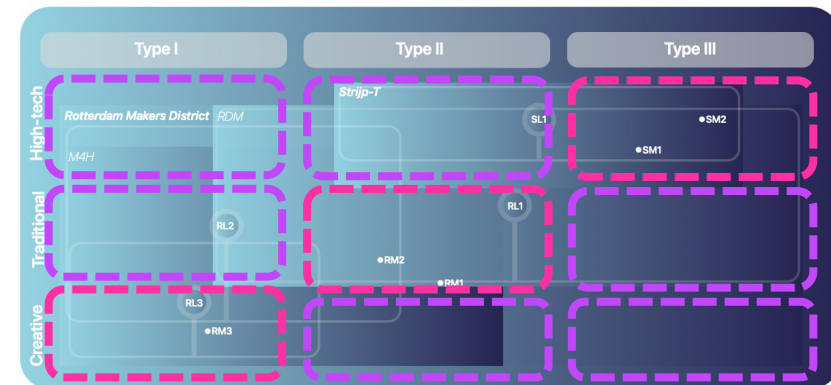 Type I
Type II
Type III
High-tech
Strijp-T
Rotterdam Makers District
RDM
SL1
SM2
SM1
M4H
Traditional
RL1
RL2
RM2
RM1
RL3
RM3
Creative